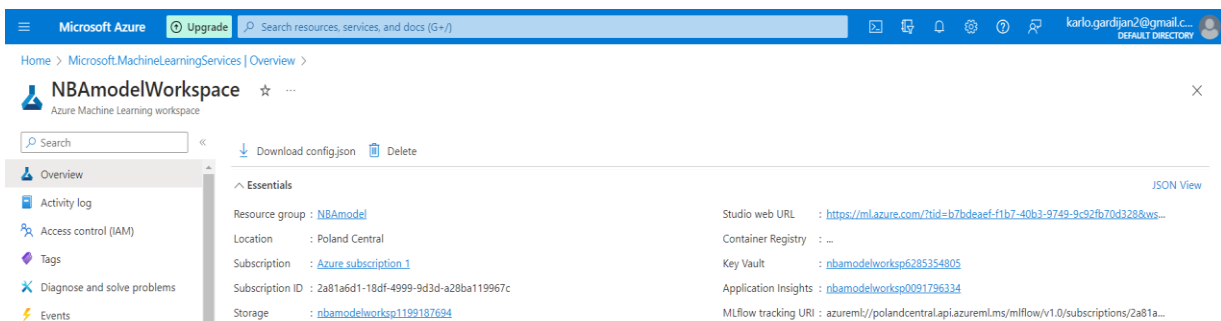 Microsoft Azure
Upgrade
Search resources, services, and docs (G+/)
karlo.gardijan2@gmail.c...
DEFAULT DIRECTORY
Home > Microsoft.MachineLearningServices | Overview >
NBAmodelWorkspace
Azure Machine Learning workspace
Search
Download config.json Delete
Overview
Activity log
Access control (IAM)
Tags
Diagnose and solve problems
Events
Essentials
JSON View
Resource group : NBAmodel
Location : Poland Central
Subscription : Azure subscription 1
Subscription ID : 2a81a6d1-18df-4999-9d3d-a28ba119967c
Storage : nbamodelworksp1199187694
Studio web URL : https://ml.azure.com/?tid=b7bdeaef-f1b7-40b3-9749-9c92fb70d328&ws...
Container Registry : ...
Key Vault : nbamodelworksp6285354805
Application Insights : nbamodelworksp0091796334
MLflow tracking URI : azureml://polandcentral.api.azureml.ms/mlflow/v1.0/subscriptions/2a81a...